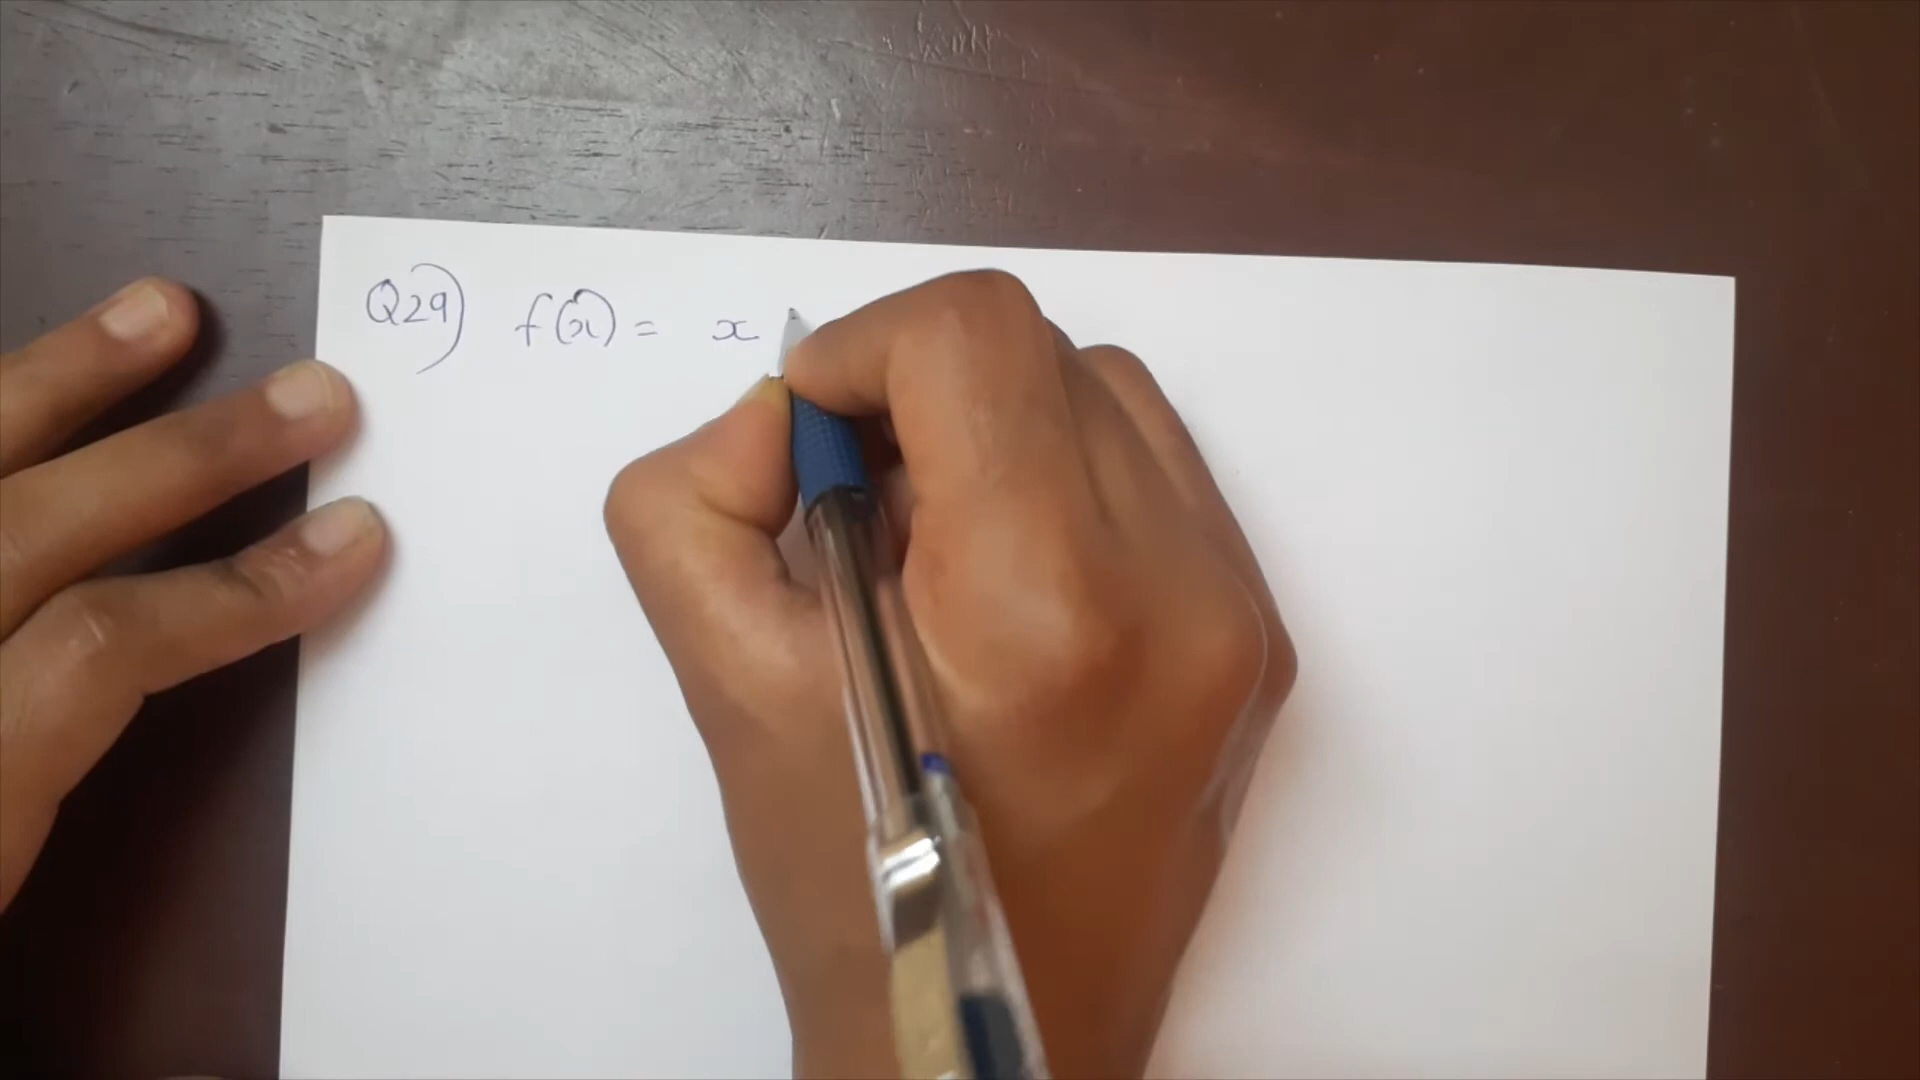 Q29) f(x) = x